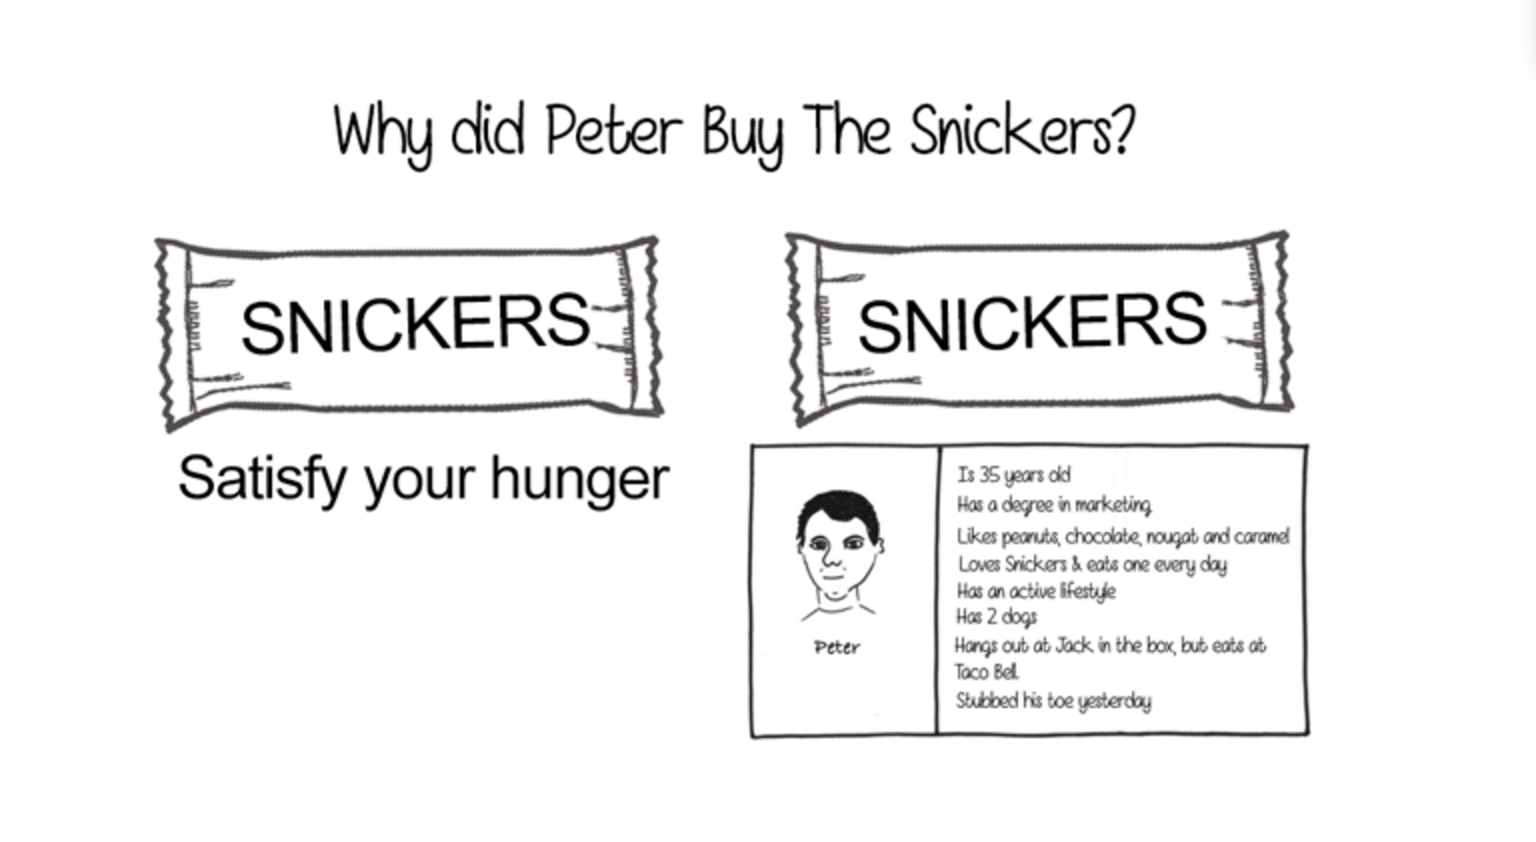 Why did Peter Buy The Snickers?
SNICKERS
Satisfy your hunger
SNICKERS
Peter
Is 35 years old
Has a degree in marketing
Likes peanuts, chocolate, nougat and caramel
Loves Snickers & eats one every day
Has an active lifestyle
Has 2 dogs
Hangs out at Jack in the box, but eats at
Taco Bell.
Stubbed his toe yesterday